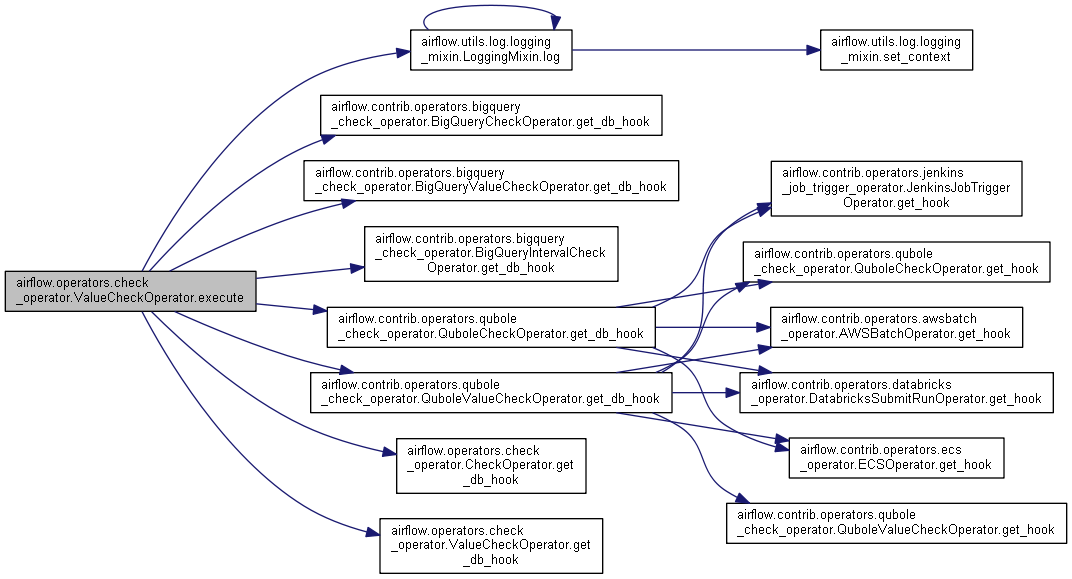 airflow.utils.log.logging
_mixin.LoggingMixin.log
airflow.utils.log.logging
_mixin.set_context
airflow.contrib.operators.bigquery
_check_operator.BigQueryCheckOperator.get_db_hook
airflow.contrib.operators.bigquery
_check_operator.BigQueryValueCheckOperator.get_db_hook
airflow.contrib.operators.jenkins
_job_trigger_operator.JenkinsJobTrigger
Operator.get_hook
airflow.contrib.operators.bigquery
_check_operator.BigQueryIntervalCheck
Operator.get_db_hook
airflow.contrib.operators.qubole
_check_operator.QuboleCheckOperator.get_hook
airflow.operators.check
_operator.ValueCheckOperator.execute
airflow.contrib.operators.qubole
_check_operator.QuboleCheckOperator.get_db_hook
airflow.contrib.operators.awsbatch
_operator.AWSBatchOperator.get_hook
airflow.contrib.operators.qubole
_check_operator.QuboleValueCheckOperator.get_db_hook
airflow.contrib.operators.databricks
_operator.DatabricksSubmitRunOperator.get_hook
airflow.operators.check
_operator.CheckOperator.get
_db_hook
airflow.contrib.operators.ecs
_operator.ECSOperator.get_hook
airflow.contrib.operators.qubole
_check_operator.QuboleValueCheckOperator.get_hook
airflow.operators.check
_operator.ValueCheckOperator.get
_db_hook